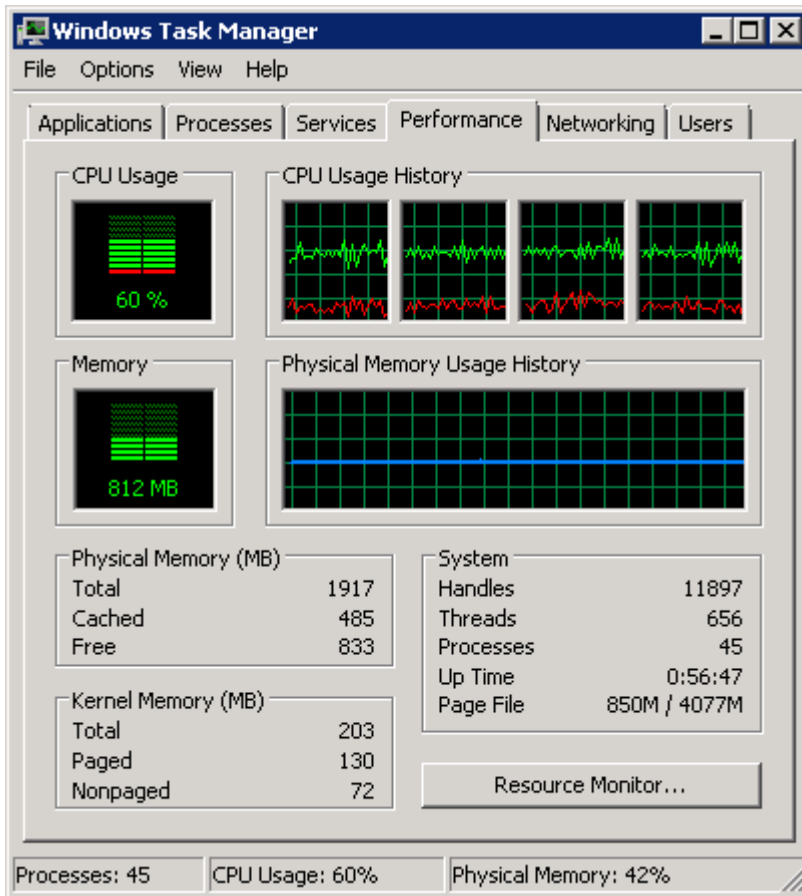 Windows Task Manager
File Options View Help
Applications Processes Services Performance Networking Users
CPU Usage CPU Usage History
60 %
Memory Physical Memory Usage History
812 MB
Physical Memory (MB)
Total 1917
Cached 485
Free 833
System
Handles 11897
Threads 656
Processes 45
Up Time 0:56:47
Page File 850M / 4077M
Kernel Memory (MB)
Total 203
Paged 130
Nonpaged 72
Resource Monitor...
Processes: 45 CPU Usage: 60% Physical Memory: 42%